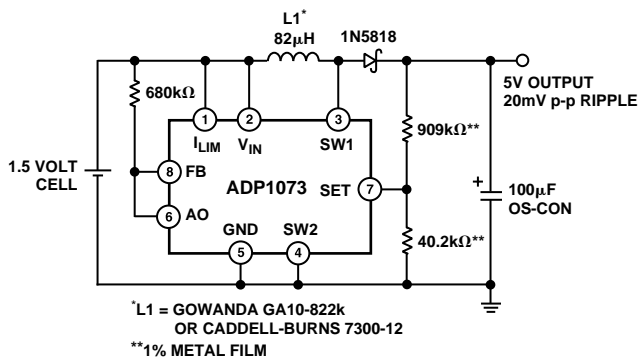 L1*
82μH
1N5818
5V OUTPUT
20mV p-p RIPPLE
680kΩ
909kΩ**
1
2
3
ILIM
VIN
SW1
1.5 VOLT
CELL
8
FB
ADP1073
SET
7
+
100μF
OS-CON
6
AO
GND
SW2
40.2kΩ**
5
4
*L1 = GOWANDA GA10-822k
OR CADDELL-BURNS 7300-12
**1% METAL FILM